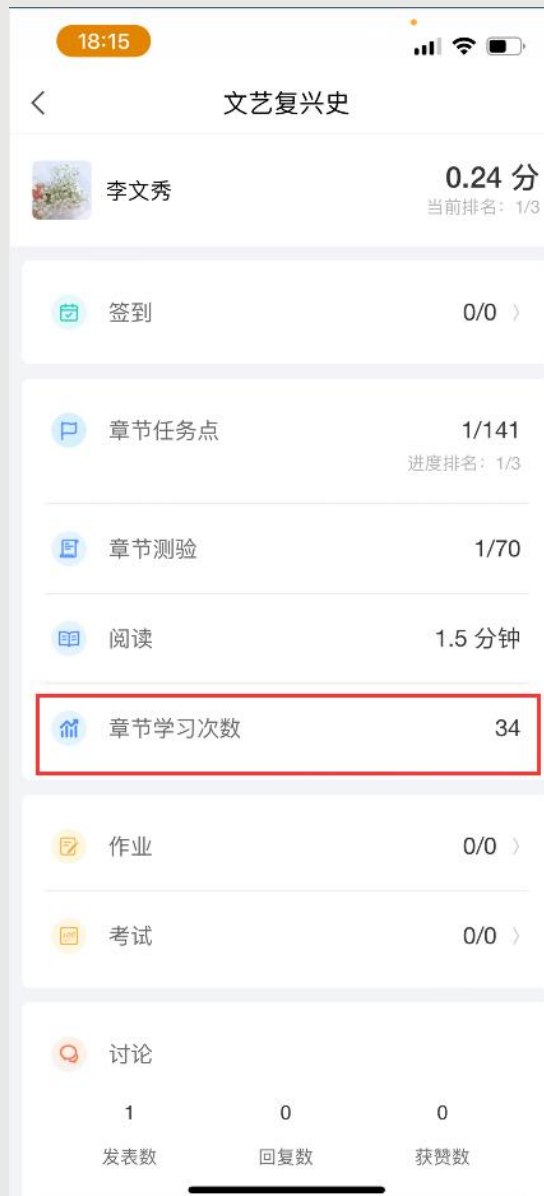 18:15
文艺复兴史
李文秀
0.24 分
当前排名：1/3
签到 0/0
章节任务点 1/141
进度排名：1/3
章节测验 1/70
阅读 1.5 分钟
章节学习次数 34
作业 0/0
考试 0/0
讨论
1 0 0
发表数 回复数 获赞数